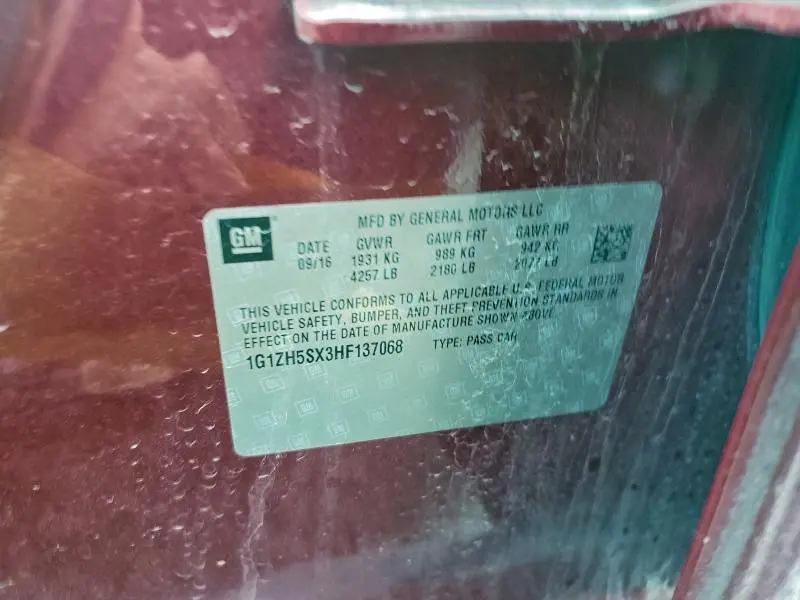 GM
MFD BY GENERAL MOTORS LLC
DATE GVWR GAWR FRT GAWR RR
09/16 1931 KG 989 KG 942 KG
4257 LB 2180 LB 2077 LB
THIS VEHICLE CONFORMS TO ALL APPLICABLE U.S. FEDERAL MOTOR
VEHICLE SAFETY, BUMPER, AND THEFT PREVENTION STANDARDS IN
EFFECT ON THE DATE OF MANUFACTURE SHOWN ABOVE
1G1ZH5SX3HF137068 TYPE: PASS CAR